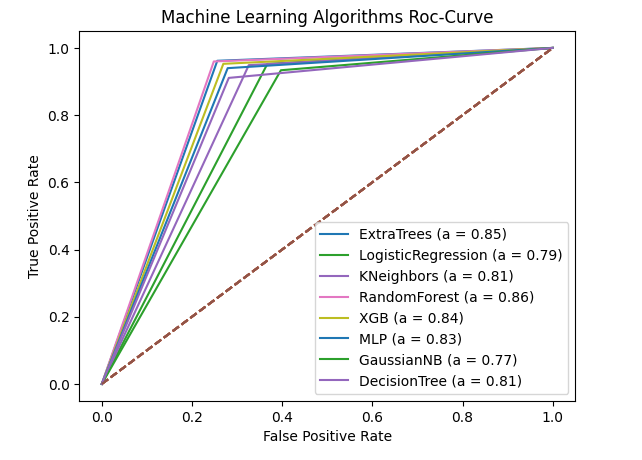 Machine Learning Algorithms Roc-Curve
1.0
0.8
0.6
0.4
0.2
0.0
True Positive Rate
ExtraTrees (a = 0.85)
LogisticRegression (a = 0.79)
KNeighbors (a = 0.81)
RandomForest (a = 0.86)
XGB (a = 0.84)
MLP (a = 0.83)
GaussianNB (a = 0.77)
DecisionTree (a = 0.81)
0.0 0.2 0.4 0.6 0.8 1.0
False Positive Rate